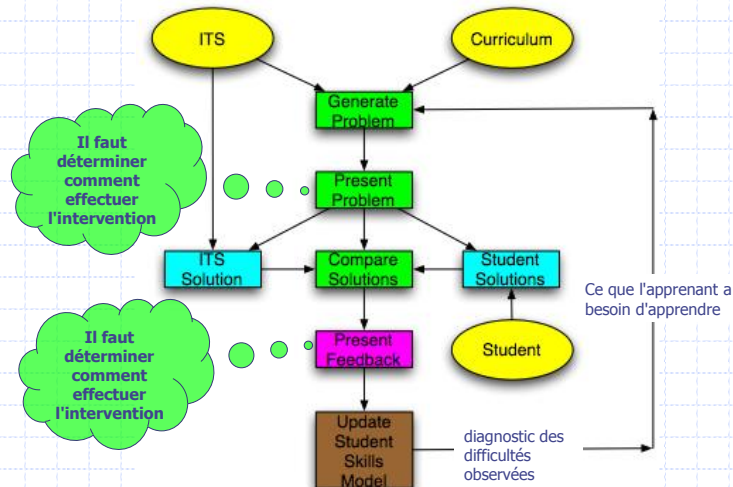 ITS
Curriculum
Generate
Problem
Il faut
déterminer
comment
effectuer
l'intervention
Present
Problem
ITS
Solution
Compare
Solutions
Student
Solutions
Ce que l'apprenant a
besoin d'apprendre
Il faut
déterminer
comment
effectuer
l'intervention
Present
Feedback
Student
Update
Student
Skills
Model
diagnostic des
difficultés
observées